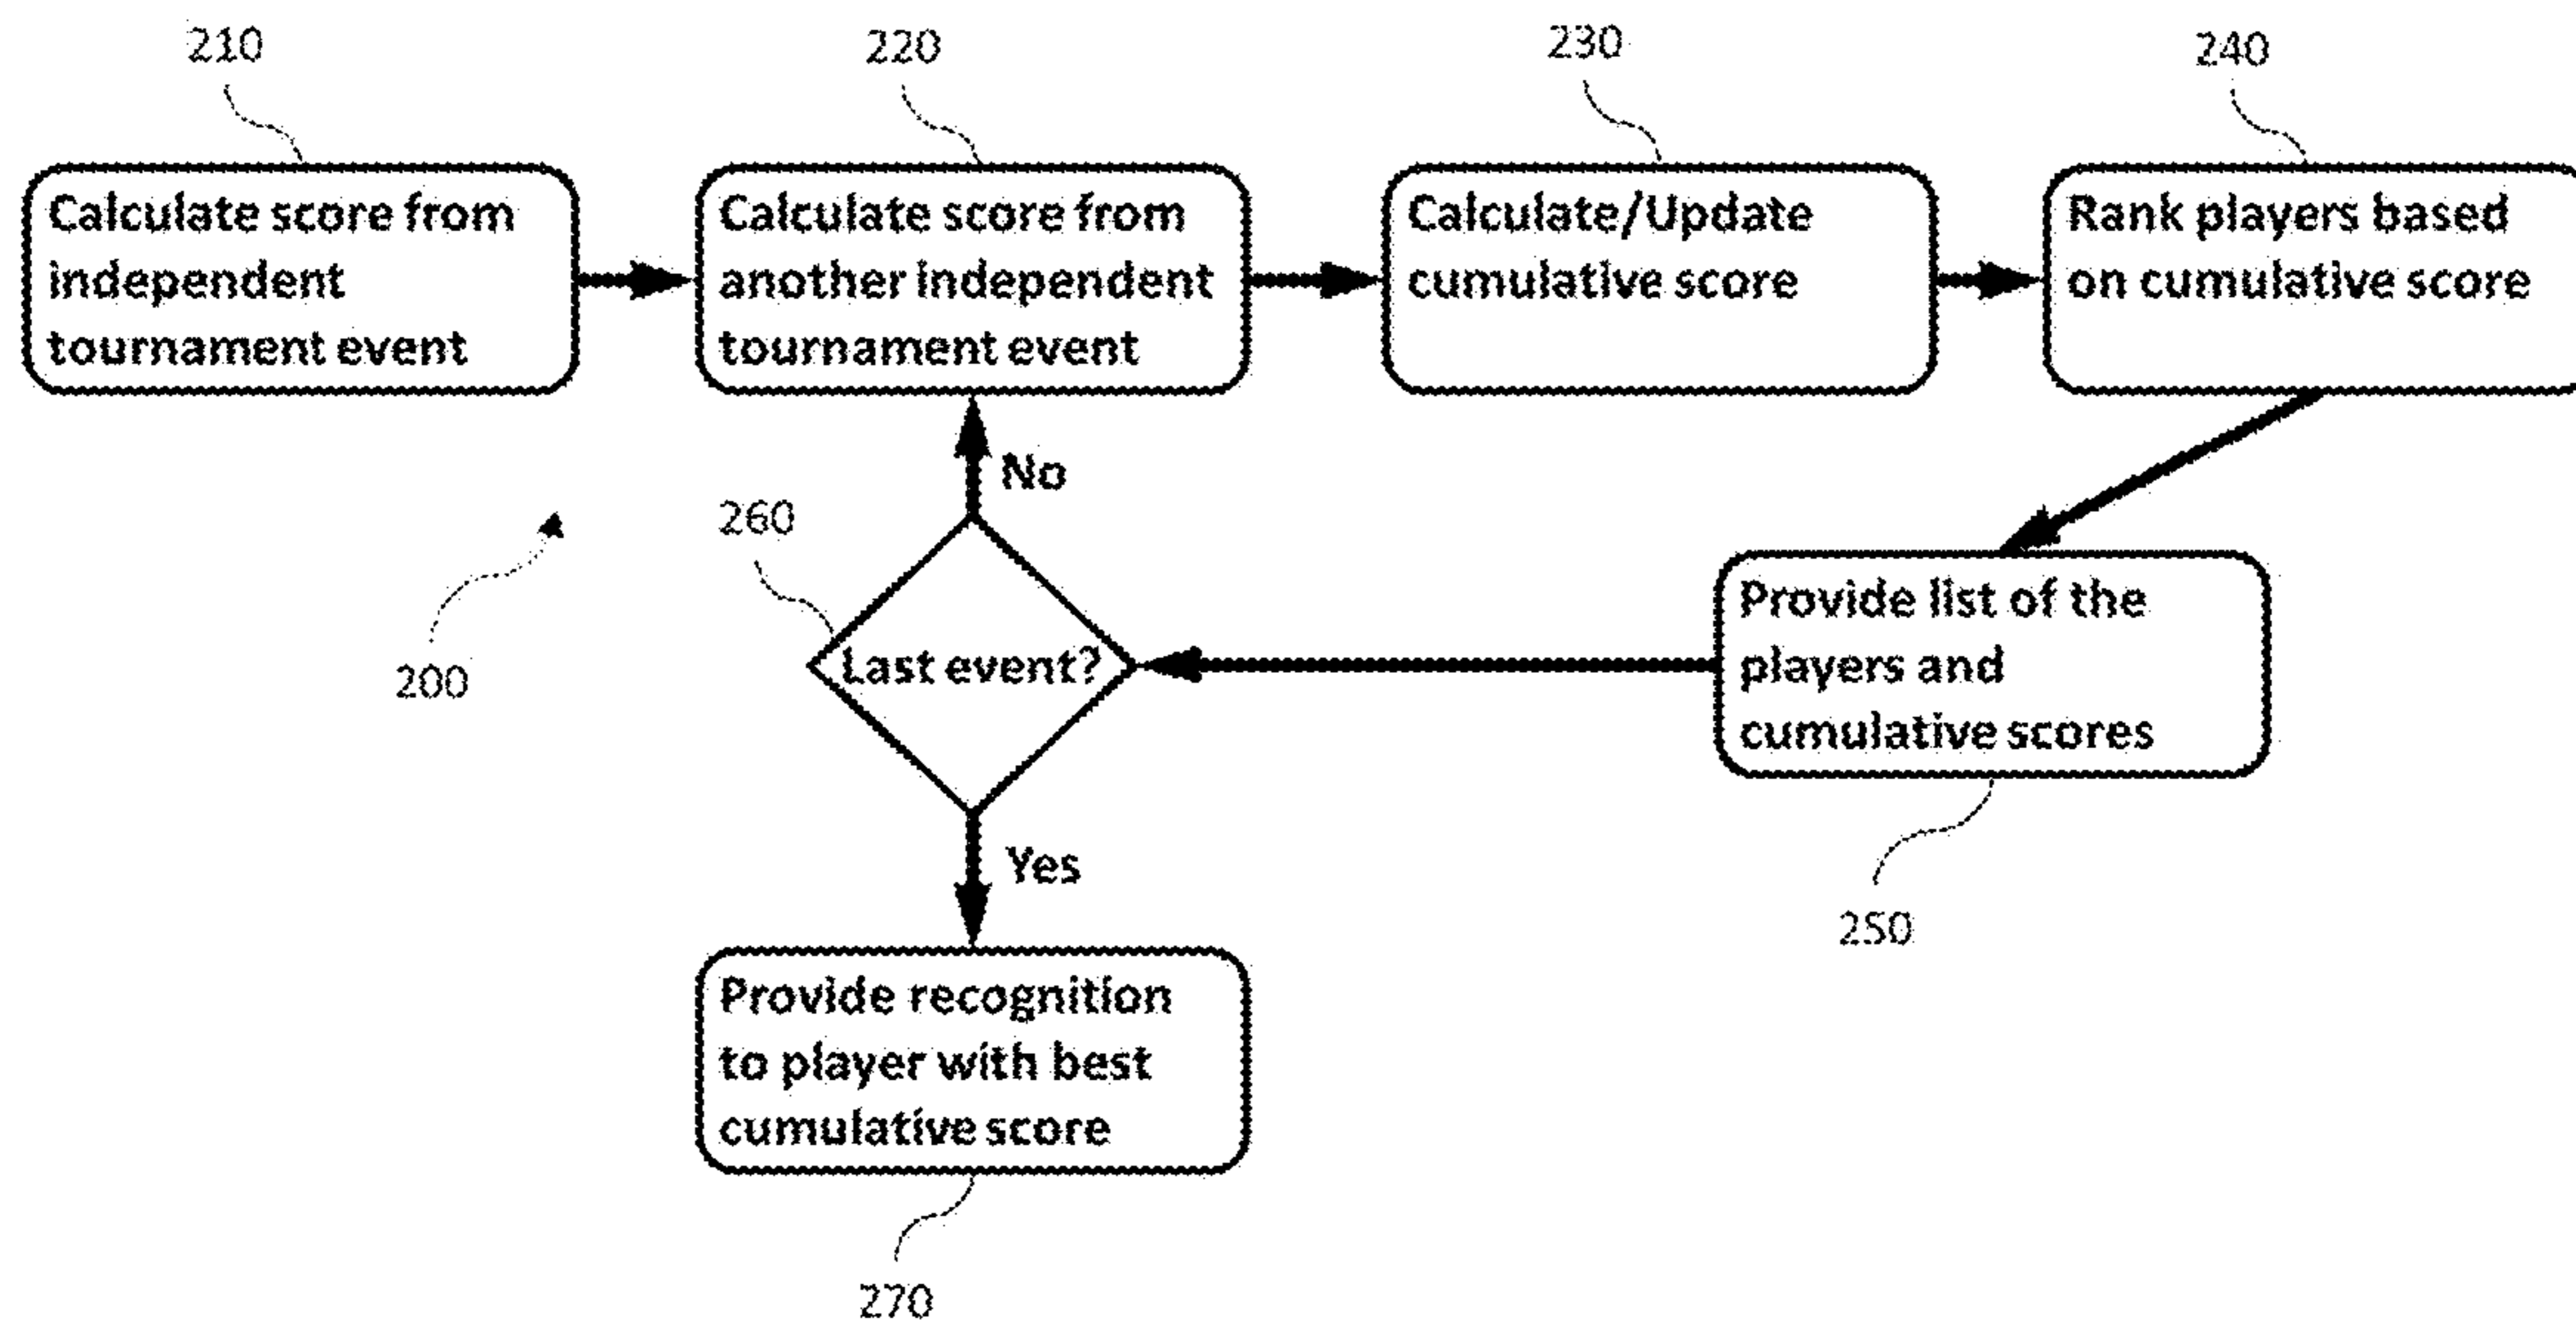 210
220
230
240
Calculate score from
independent
tournament event
Calculate score from
another independent
tournament event
Calculate/Update
cumulative score
Rank players based
on cumulative score
No
260
200
Last event?
Provide list of the
players and
cumulative scores
Yes
250
Provide recognition
to player with best
cumulative score
270